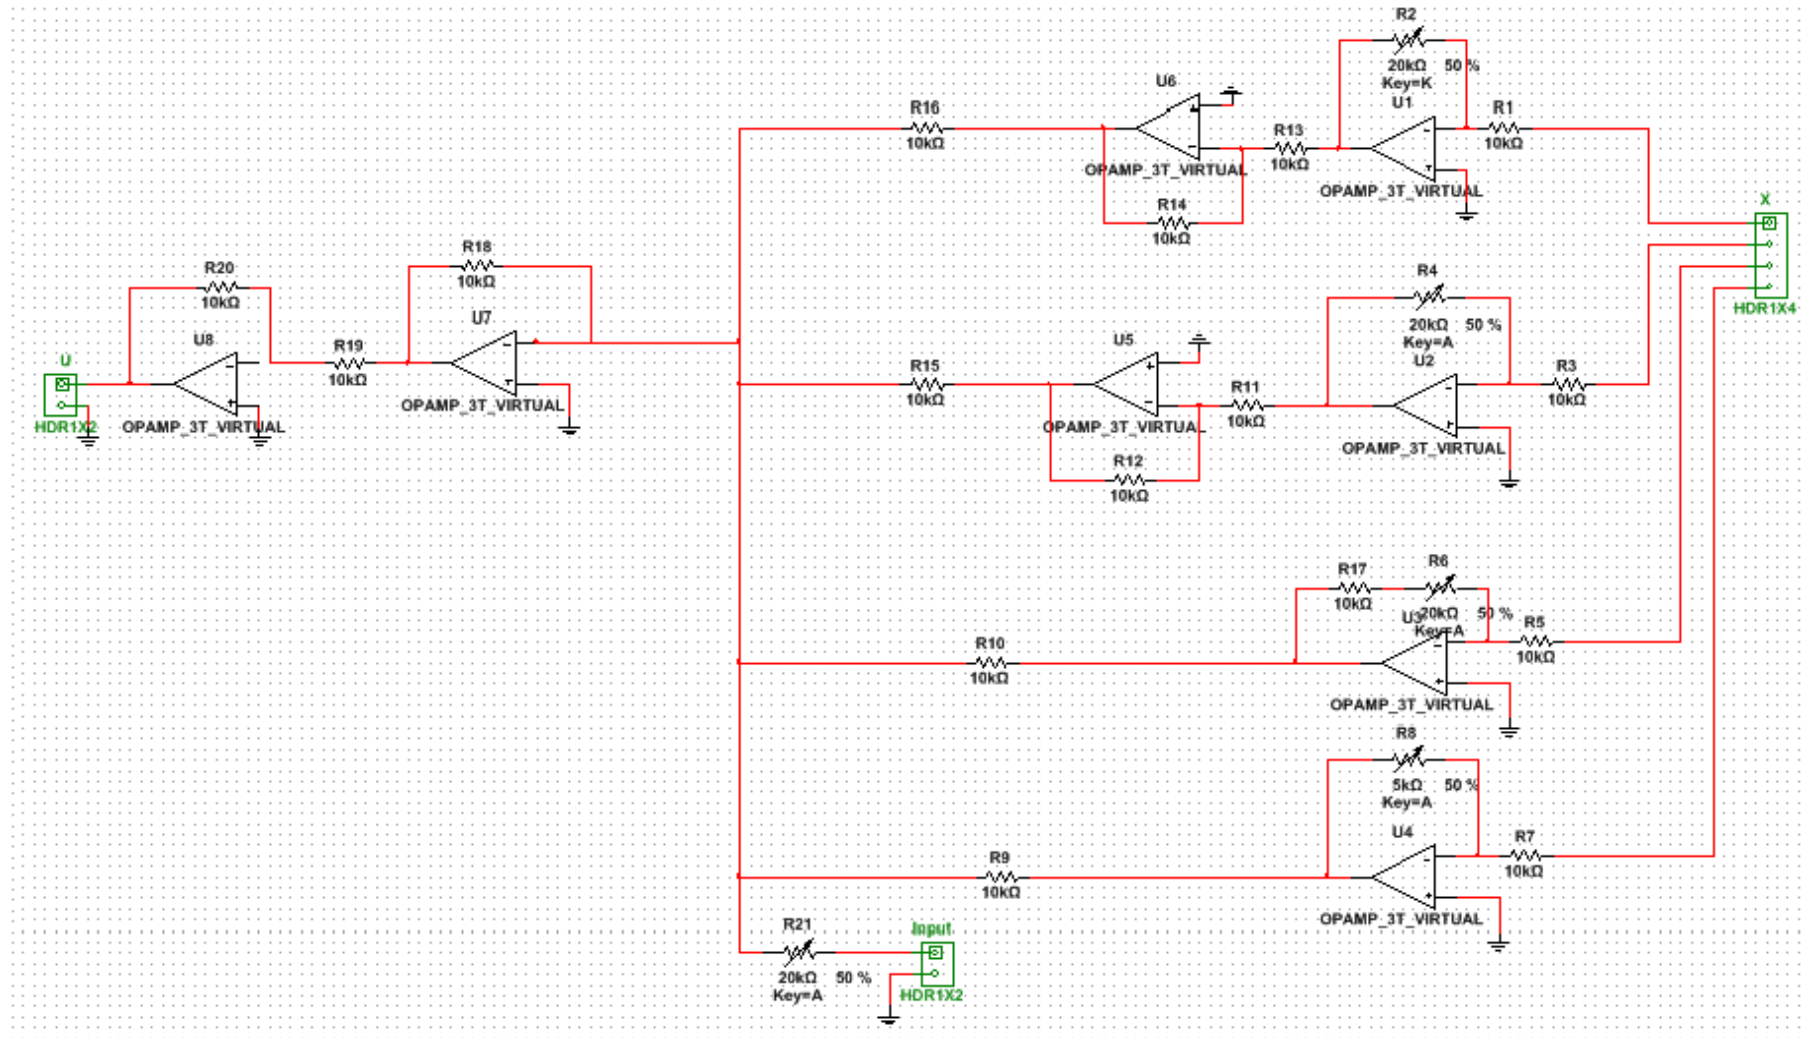 R2
20kΩ 50 %
Key=K
U1
R1
10kΩ
OPAMP_3T_VIRTUAL
U6
OPAMP_3T_VIRTUAL
R16
10kΩ
R13
10kΩ
R14
10kΩ
X
HDR1X4
R20
10kΩ
U8
OPAMP_3T_VIRTUAL
U
HDR1X2
R19
10kΩ
R18
10kΩ
U7
OPAMP_3T_VIRTUAL
R15
10kΩ
U5
OPAMP_3T_VIRTUAL
R11
10kΩ
R12
10kΩ
R4
20kΩ 50 %
Key=A
U2
OPAMP_3T_VIRTUAL
R3
10kΩ
R17
10kΩ
R6
20kΩ 50 %
Key=A
U3
OPAMP_3T_VIRTUAL
R5
10kΩ
R10
10kΩ
R8
5kΩ 50 %
Key=A
U4
OPAMP_3T_VIRTUAL
R7
10kΩ
R9
10kΩ
R21
20kΩ 50 %
Key=A
Input
HDR1X2